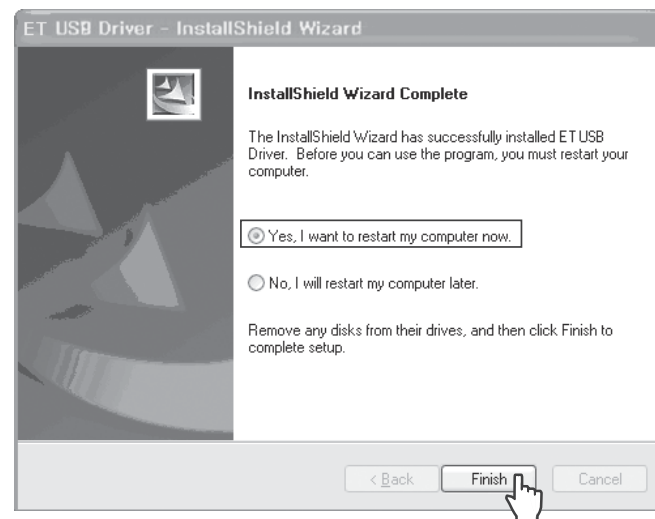 ET USB Driver - InstallShield Wizard
InstallShield Wizard Complete
The InstallShield Wizard has successfully installed ET USB
Driver. Before you can use the program, you must restart your
computer.
Yes, I want to restart my computer now.
No, I will restart my computer later.
Remove any disks from their drives, and then click Finish to
complete setup.
< Back
Finish
Cancel